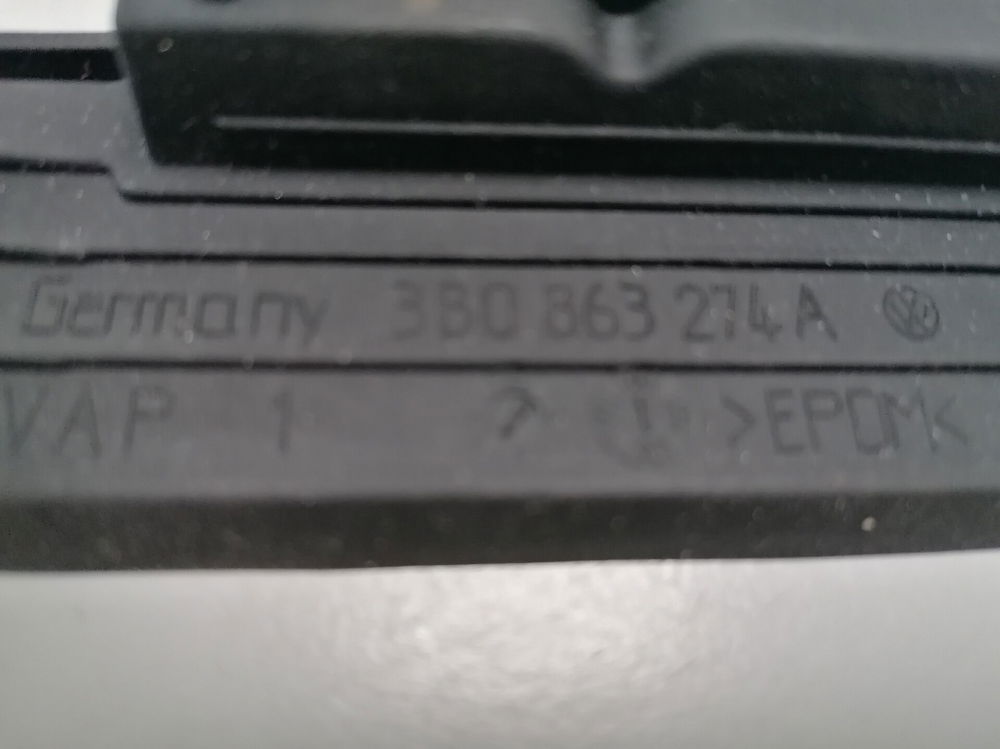 Germany 3B0 863 274 A
VAP 1 >EPDM<